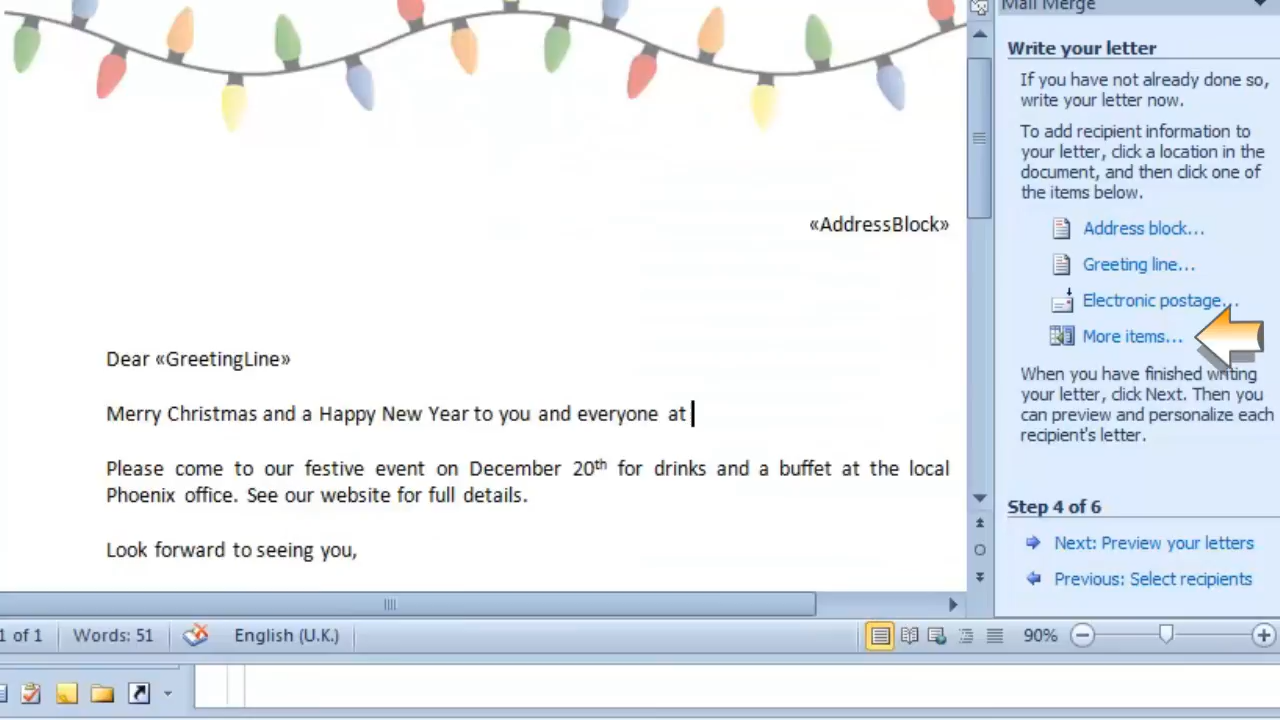 Mail Merge
Write your letter
If you have not already done so,
write your letter now.
To add recipient information to
your letter, click a location in the
document, and then click one of
the items below.
Address block...
Greeting line...
Electronic postage...
More items...
When you have finished writing
your letter, click Next. Then you
can preview and personalize each
recipient's letter.
Step 4 of 6
Next: Preview your letters
Previous: Select recipients
«AddressBlock»
Dear «GreetingLine»
Merry Christmas and a Happy New Year to you and everyone at
Please come to our festive event on December 20th for drinks and a buffet at the local
Phoenix office. See our website for full details.
Look forward to seeing you,
1 of 1 Words: 51 English (U.K.) 90%